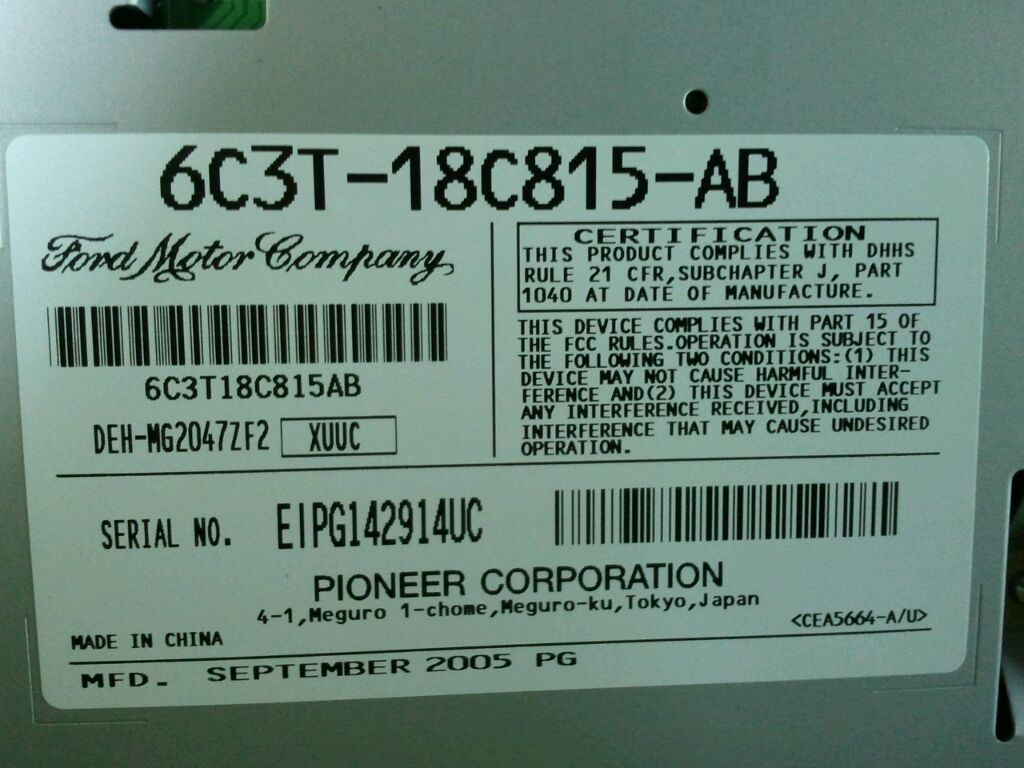 6C3T-18C815-AB
Ford Motor Company
6C3T18C815AB
DEH-MG2047ZF2 XUUC
CERTIFICATION
THIS PRODUCT COMPLIES WITH DHHS
RULE 21 CFR,SUBCHAPTER J, PART
1040 AT DATE OF MANUFACTURE.
THIS DEVICE COMPLIES WITH PART 15 OF
THE FCC RULES.OPERATION IS SUBJECT TO
THE FOLLOWING TWO CONDITIONS:(1) THIS
DEVICE MAY NOT CAUSE HARMFUL INTER-
FERENCE AND(2) THIS DEVICE MUST ACCEPT
ANY INTERFERENCE RECEIVED,INCLUDING
INTERFERENCE THAT MAY CAUSE UNDESIRED
OPERATION.
SERIAL NO. EIPG142914UC
PIONEER CORPORATION
4-1,Meguro 1-chome,Meguro-ku,Tokyo,Japan
MADE IN CHINA <CEA5664-A/U>
MFD. SEPTEMBER 2005 PG